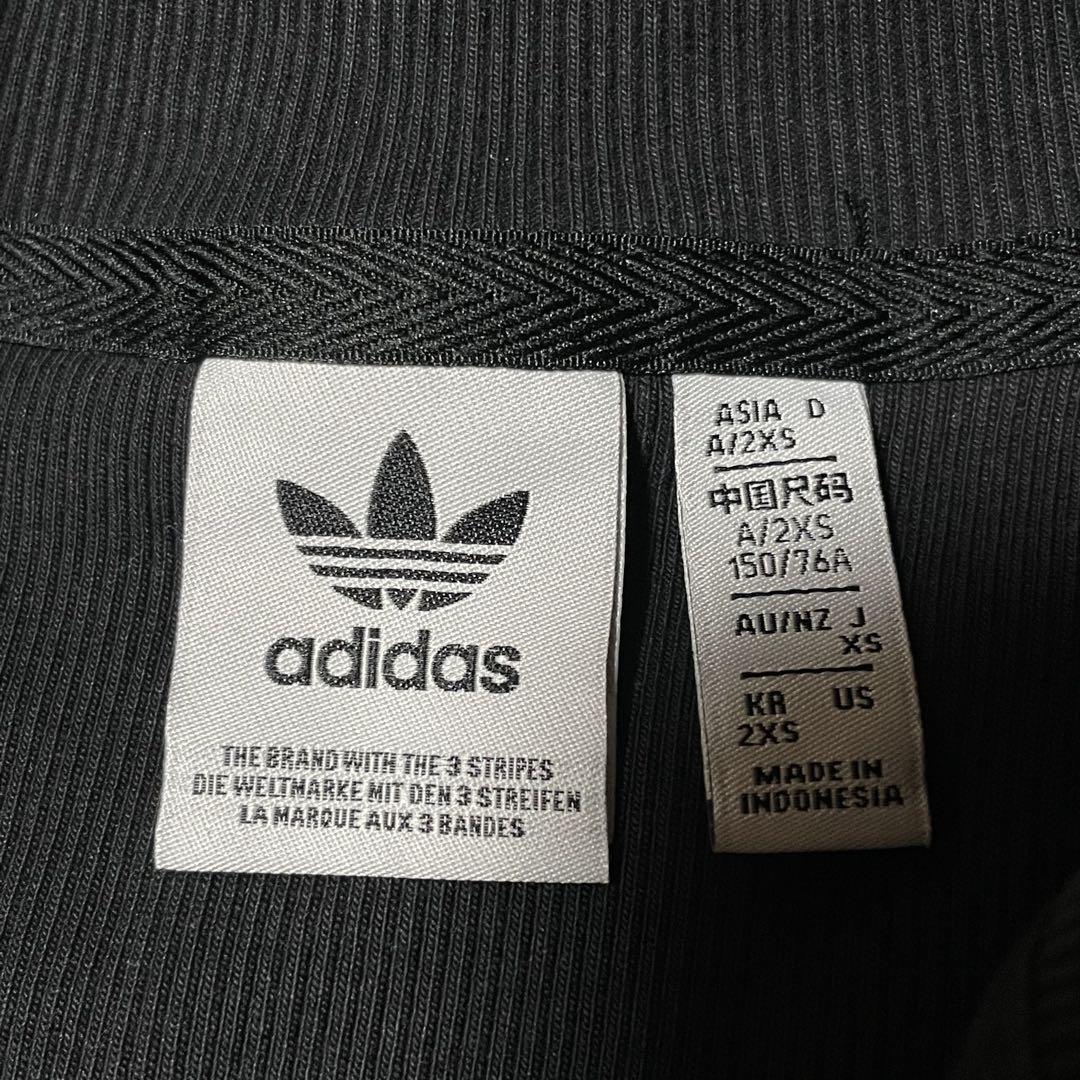 adidas
THE BRAND WITH THE 3 STRIPES
DIE WELTMARKE MIT DEN 3 STREIFEN
LA MARQUE AUX 3 BANDES
ASIA D
A/2XS
中国尺码
A/2XS
150/76A
AU/NZ J
XS
KR US
2XS
MADE IN
INDONESIA